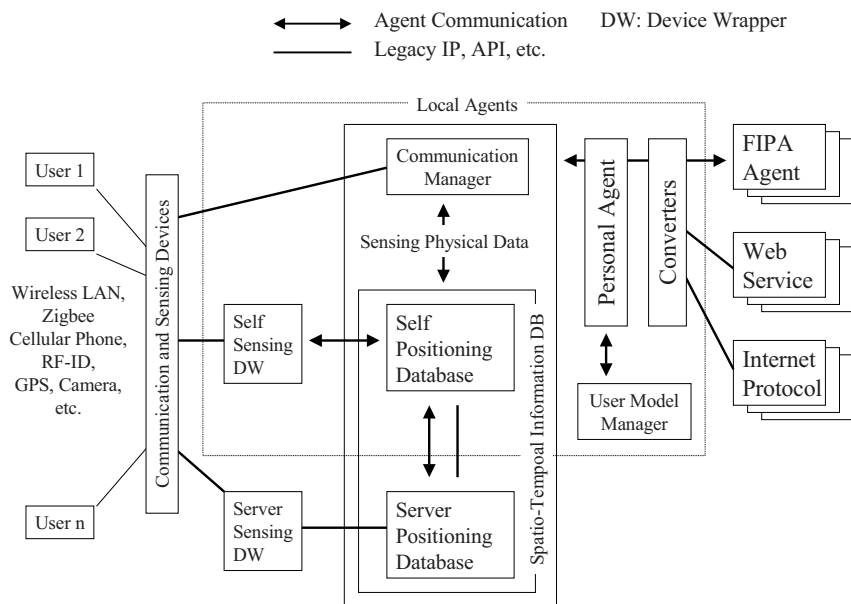 Agent Communication
DW: Device Wrapper
Legacy IP, API, etc.
Local Agents
User 1
User 2
Wireless LAN,
Zigbee
Cellular Phone,
RF-ID,
GPS, Camera,
etc.
User n
Communication and Sensing Devices
Communication
Manager
Sensing Physical Data
Self
Sensing
DW
Self
Positioning
Database
Server
Sensing
DW
Server
Positioning
Database
Spatio-Tempoal Information DB
Personal Agent
Converters
User Model
Manager
FIPA
Agent
Web
Service
Internet
Protocol